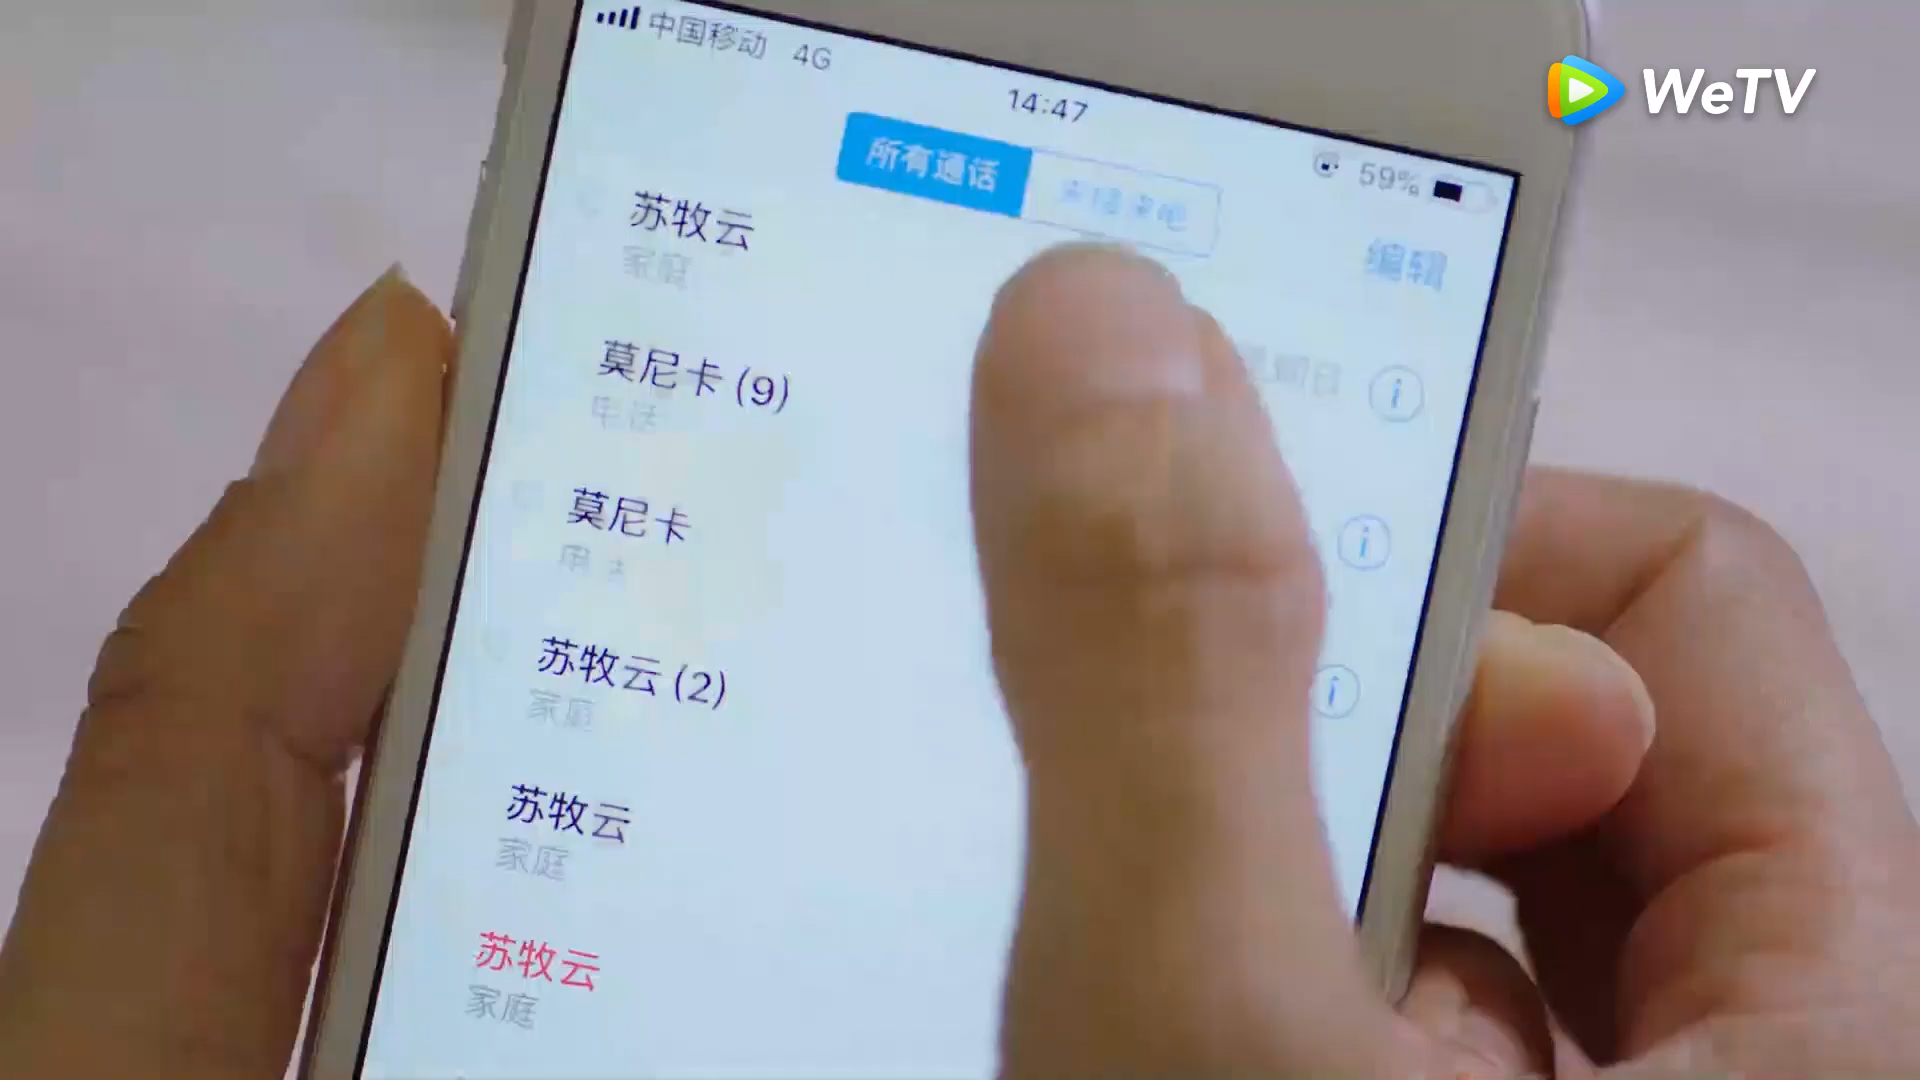 中国移动 4G
14:47
59%
WeTV
所有通话
编辑
苏牧云
家庭
莫尼卡 (9)
电话
莫尼卡
苏牧云 (2)
家庭
苏牧云
家庭
苏牧云
家庭